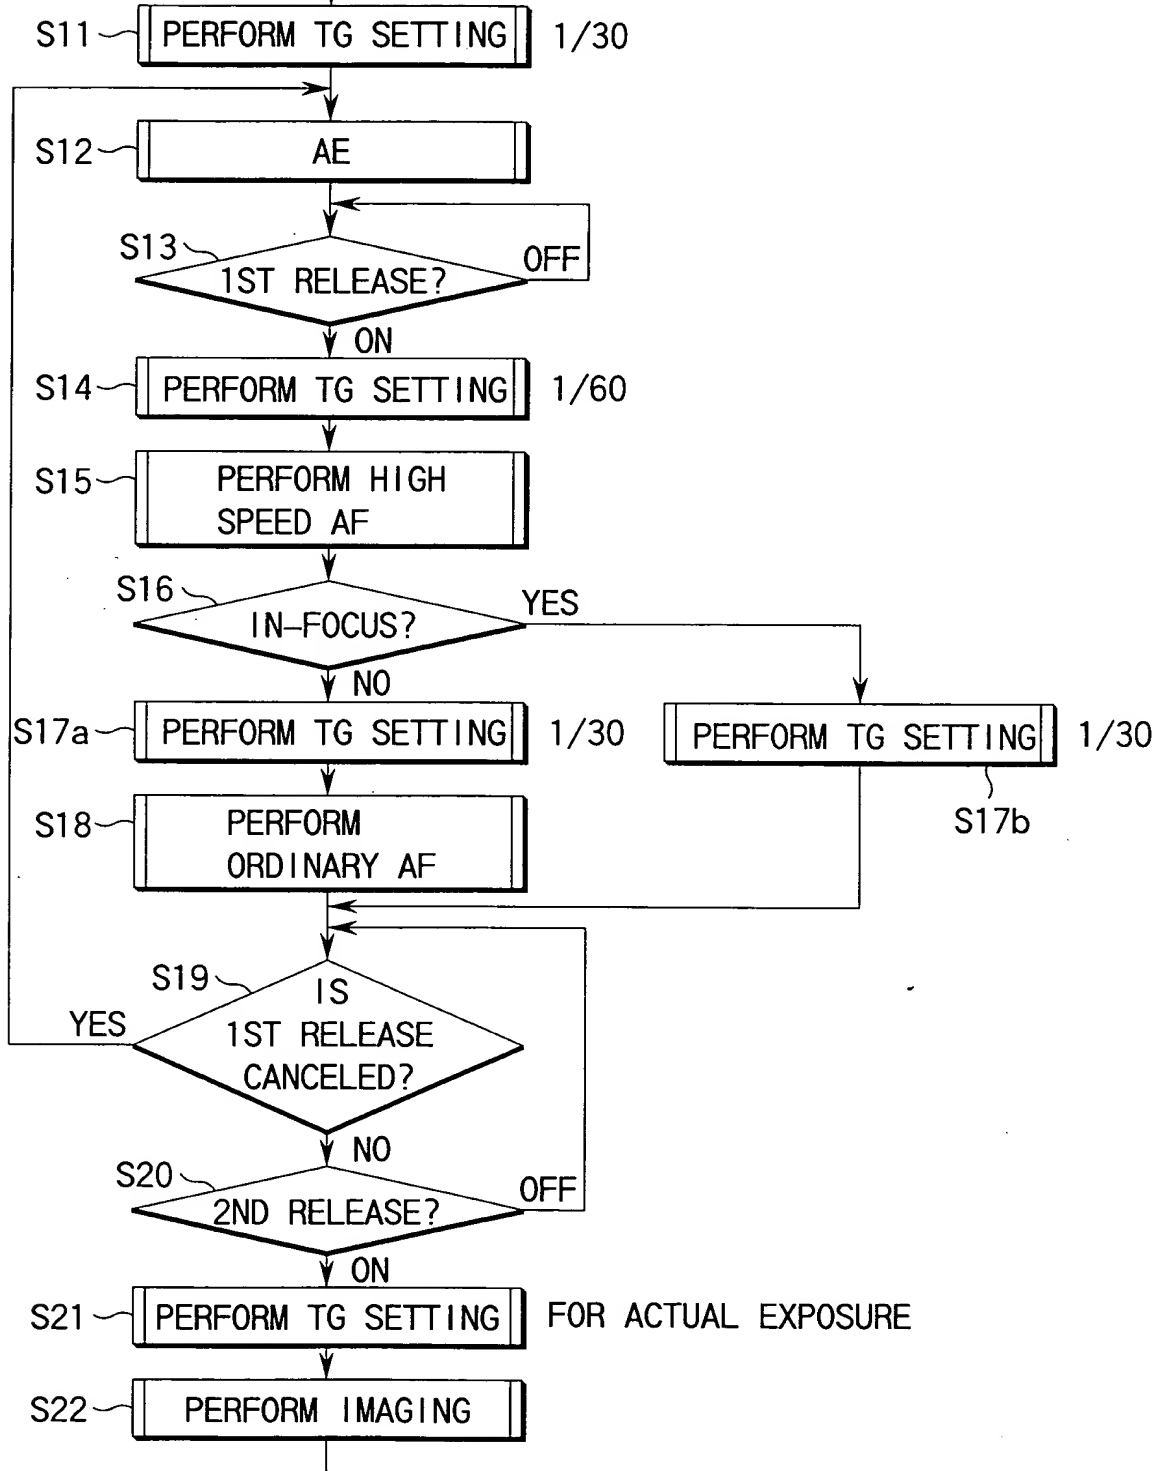 S11 PERFORM TG SETTING 1/30
S12 AE
S13 1ST RELEASE? OFF
ON
S14 PERFORM TG SETTING 1/60
S15 PERFORM HIGH
SPEED AF
S16 IN-FOCUS? YES
NO
S17a PERFORM TG SETTING 1/30
PERFORM TG SETTING 1/30
S17b
S18 PERFORM
ORDINARY AF
S19 IS
1ST RELEASE
CANCELED?
YES
NO
S20 2ND RELEASE? OFF
ON
S21 PERFORM TG SETTING FOR ACTUAL EXPOSURE
S22 PERFORM IMAGING